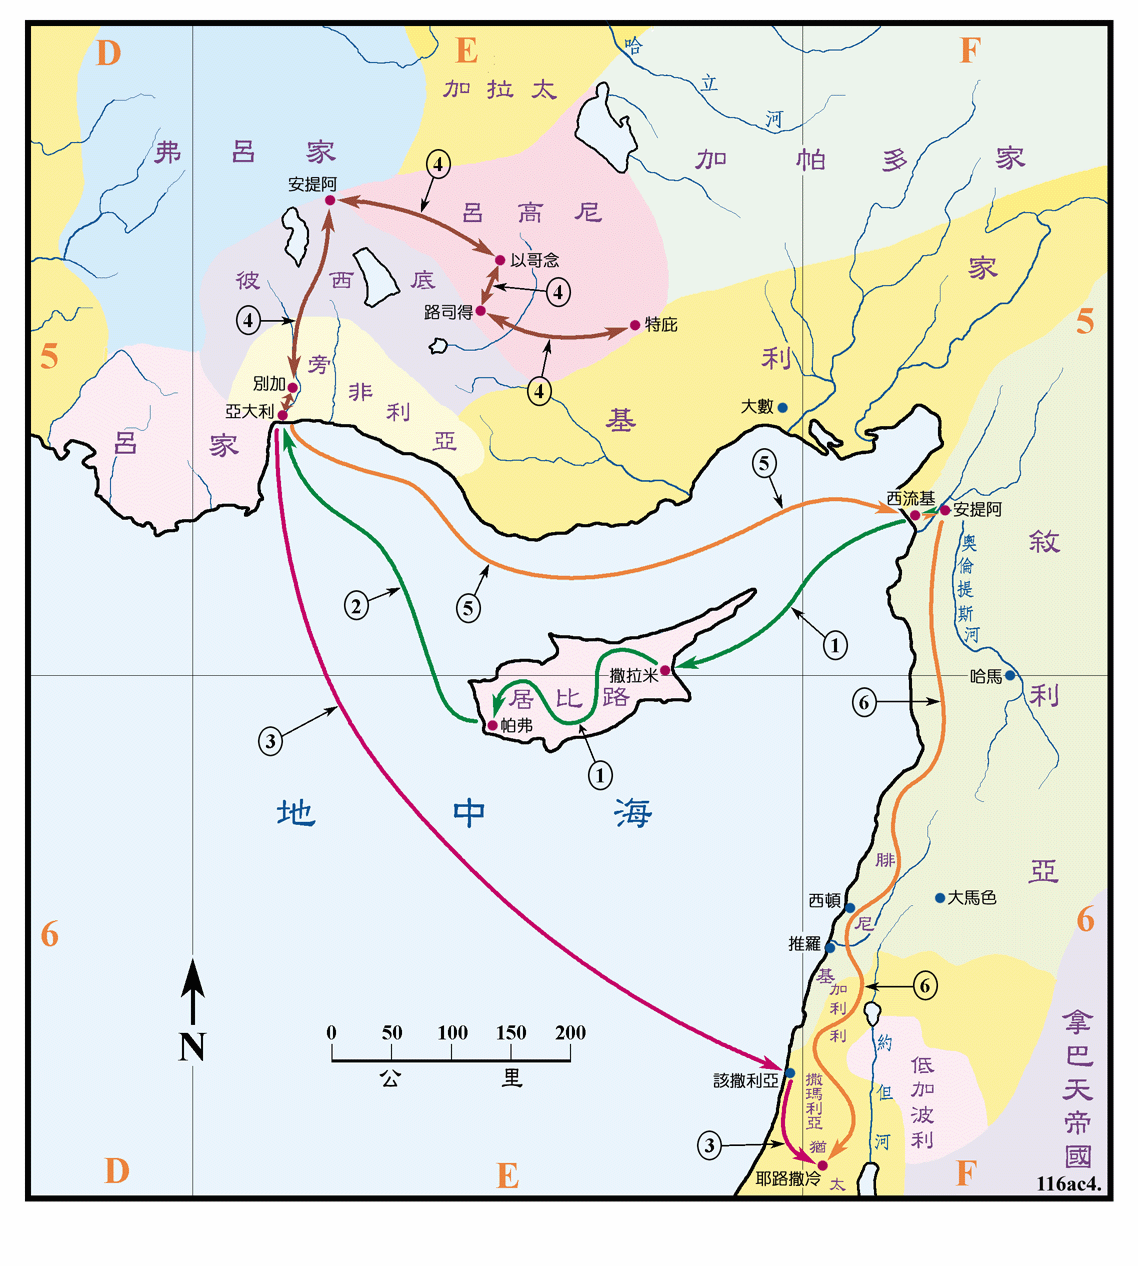 D
E
F
哈立河
加拉太
弗呂家
加帕多家
安提阿
④
呂高尼
以哥念
④
彼西底
路司得
特庇
④
④
基利家
5
5
旁非利亞
別加
亞大利
呂家
大數
⑤
西流基
安提阿
敘利亞
奧倫提斯河
②
⑤
①
撒拉米
哈馬
居比路
帕弗
⑥
③
①
地中海
腓尼基
西頓
大馬色
推羅
6
6
⑥
加利利
N
0 50 100 150 200
公里
約但河
低加波利
拿巴天帝國
該撒利亞
撒瑪利亞
③
猶太
耶路撒冷
D
E
F
116ac4.